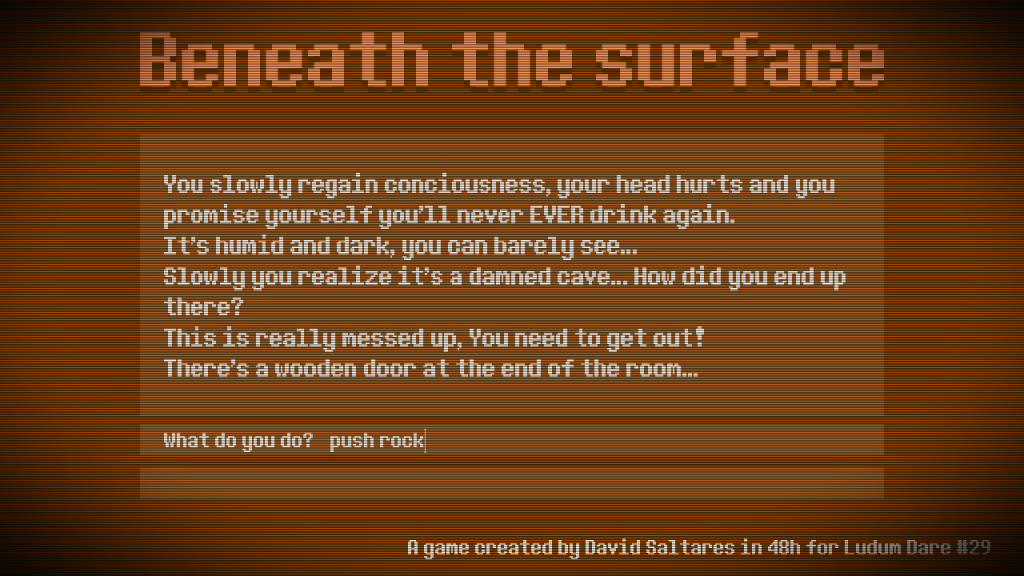 Beneath the surface
You slowly regain conciousness, your head hurts and you
promise yourself you'll never EVER drink again.
It's humid and dark, you can barely see...
Slowly you realize it's a damned cave... How did you end up
there?
This is really messed up, You need to get out!
There's a wooden door at the end of the room...
What do you do? push rock
A game created by David Saltares in 48h for Ludum Dare #29